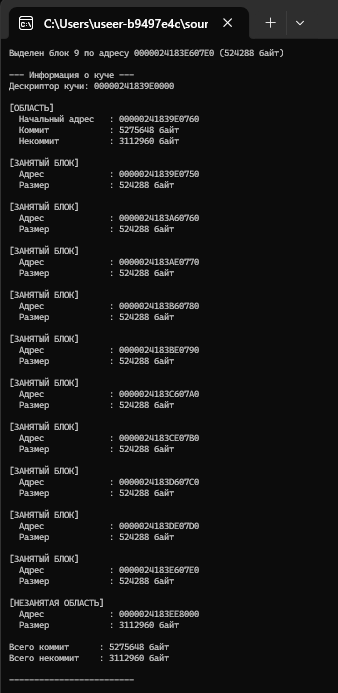 C:\Users\useer-b9497e4c\sour
Выделен блок 9 по адресу 0000024183E607E0 (524288 байт)
--- Информация о куче ---
Дескриптор кучи: 00000241839E0000
[ОБЛАСТЬ]
Начальный адрес : 00000241839E0760
Коммит : 5275648 байт
Некоммит : 3112960 байт
[ЗАНЯТЫЙ БЛОК]
Адрес : 00000241839E0750
Размер : 524288 байт
[ЗАНЯТЫЙ БЛОК]
Адрес : 0000024183A60760
Размер : 524288 байт
[ЗАНЯТЫЙ БЛОК]
Адрес : 0000024183AE0770
Размер : 524288 байт
[ЗАНЯТЫЙ БЛОК]
Адрес : 0000024183B60780
Размер : 524288 байт
[ЗАНЯТЫЙ БЛОК]
Адрес : 0000024183BE0790
Размер : 524288 байт
[ЗАНЯТЫЙ БЛОК]
Адрес : 0000024183C607A0
Размер : 524288 байт
[ЗАНЯТЫЙ БЛОК]
Адрес : 0000024183CE07B0
Размер : 524288 байт
[ЗАНЯТЫЙ БЛОК]
Адрес : 0000024183D607C0
Размер : 524288 байт
[ЗАНЯТЫЙ БЛОК]
Адрес : 0000024183DE07D0
Размер : 524288 байт
[ЗАНЯТЫЙ БЛОК]
Адрес : 0000024183E607E0
Размер : 524288 байт
[НЕЗАНЯТАЯ ОБЛАСТЬ]
Адрес : 0000024183EE8000
Размер : 3112960 байт
Всего коммит : 5275648 байт
Всего некоммит : 3112960 байт
-------------------------